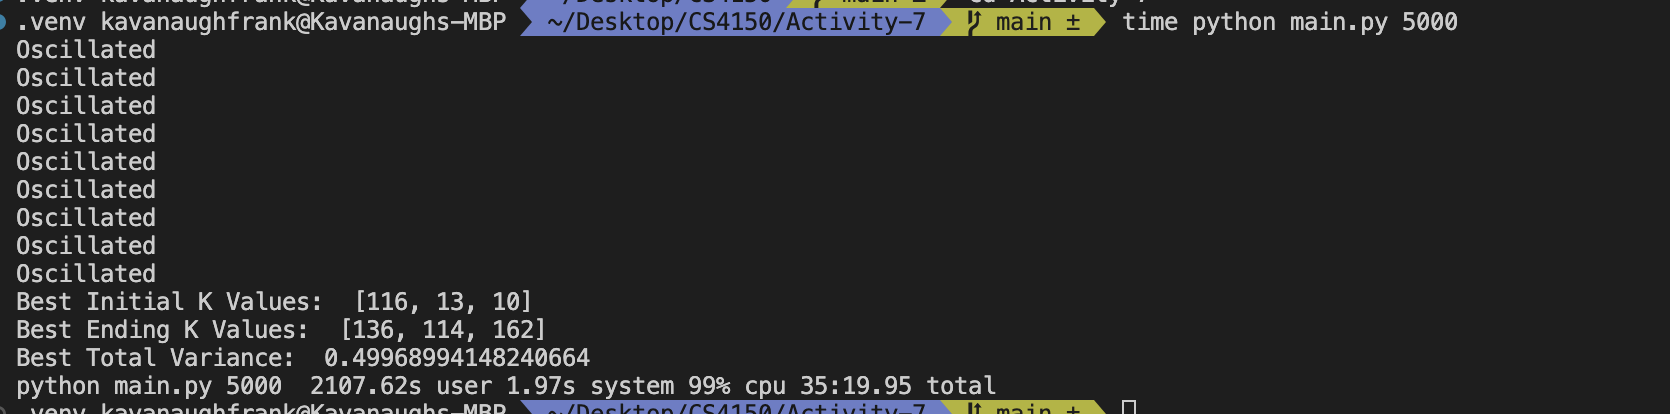 .venv kavanaughfrank@Kavanaughs-MBP ~/Desktop/CS4150/Activity-7 main ± time python main.py 5000
Oscillated
Oscillated
Oscillated
Oscillated
Oscillated
Oscillated
Oscillated
Oscillated
Oscillated
Best Initial K Values:  [116, 13, 10]
Best Ending K Values:  [136, 114, 162]
Best Total Variance:  0.49968994148240664
python main.py 5000  2107.62s user 1.97s system 99% cpu 35:19.95 total
.venv kavanaughfrank@Kavanaughs-MBP ~/Desktop/CS4150/Activity-7 main ±